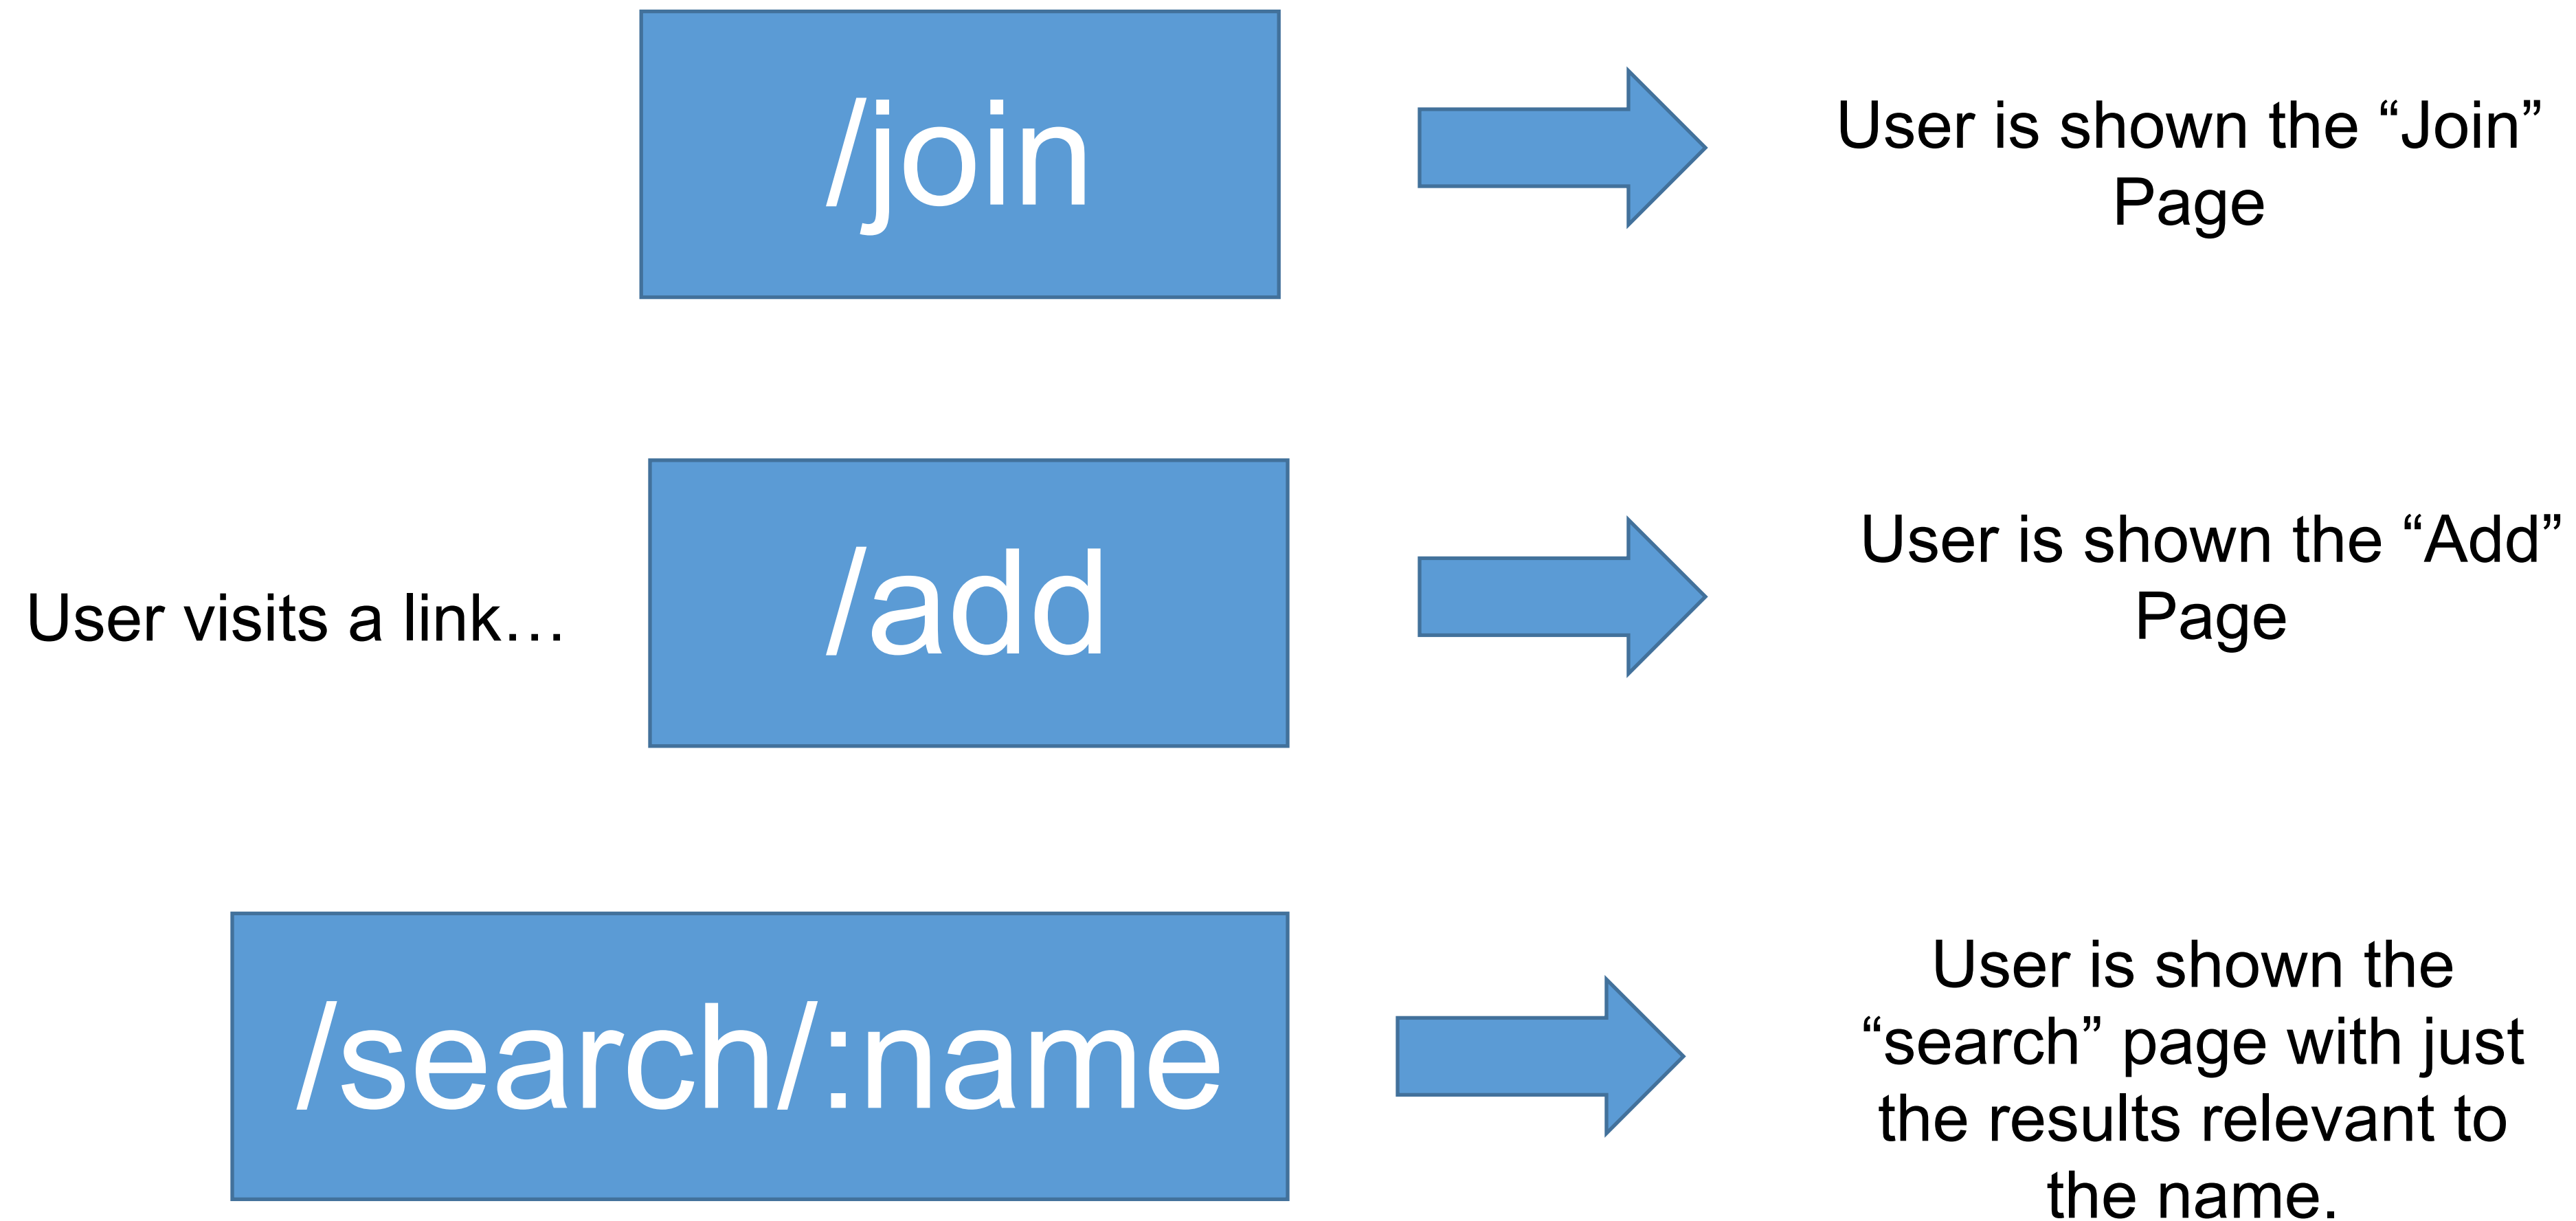 /join
User is shown the “Join”
Page
User visits a link…
/add
User is shown the “Add”
Page
/search/:name
User is shown the
“search” page with just
the results relevant to
the name.